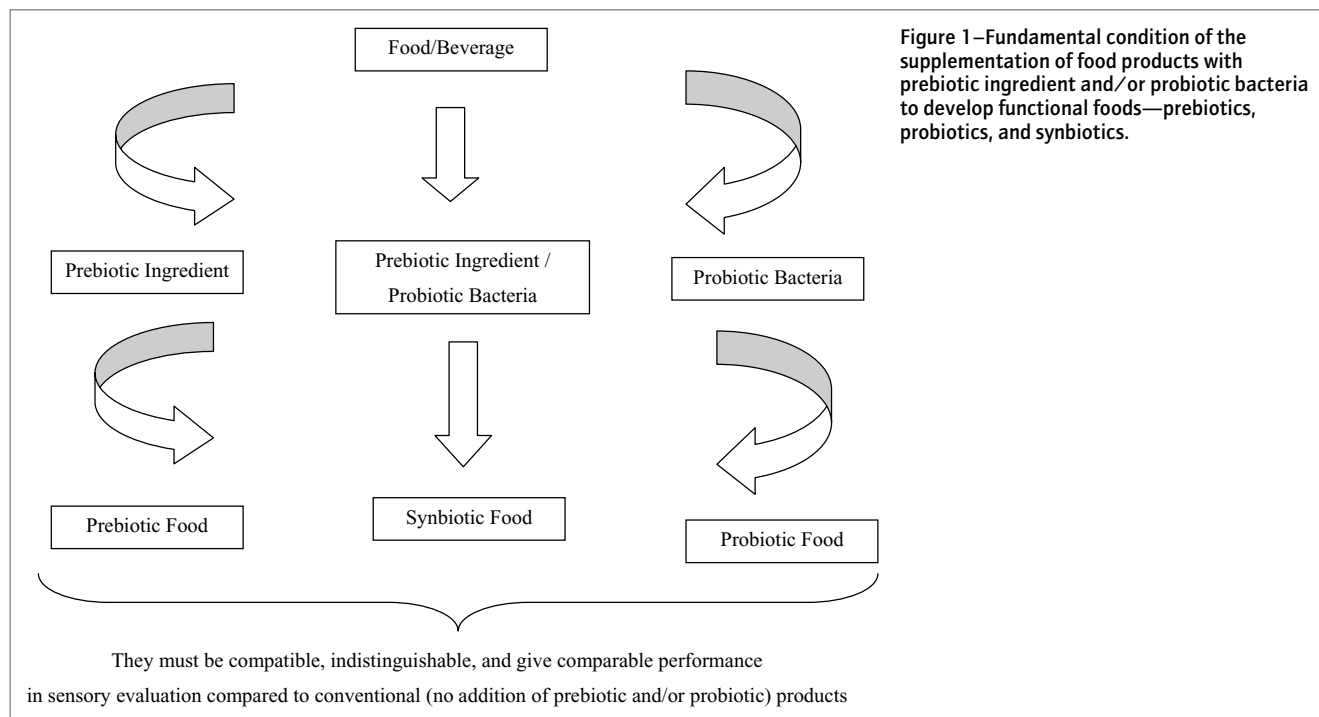 Food/Beverage
Figure 1–Fundamental condition of the
supplementation of food products with
prebiotic ingredient and/or probiotic bacteria
to develop functional foods—prebiotics,
probiotics, and synbiotics.
Prebiotic Ingredient
Prebiotic Ingredient /
Probiotic Bacteria
Probiotic Bacteria
Prebiotic Food
Synbiotic Food
Probiotic Food
They must be compatible, indistinguishable, and give comparable performance
in sensory evaluation compared to conventional (no addition of prebiotic and/or probiotic) products